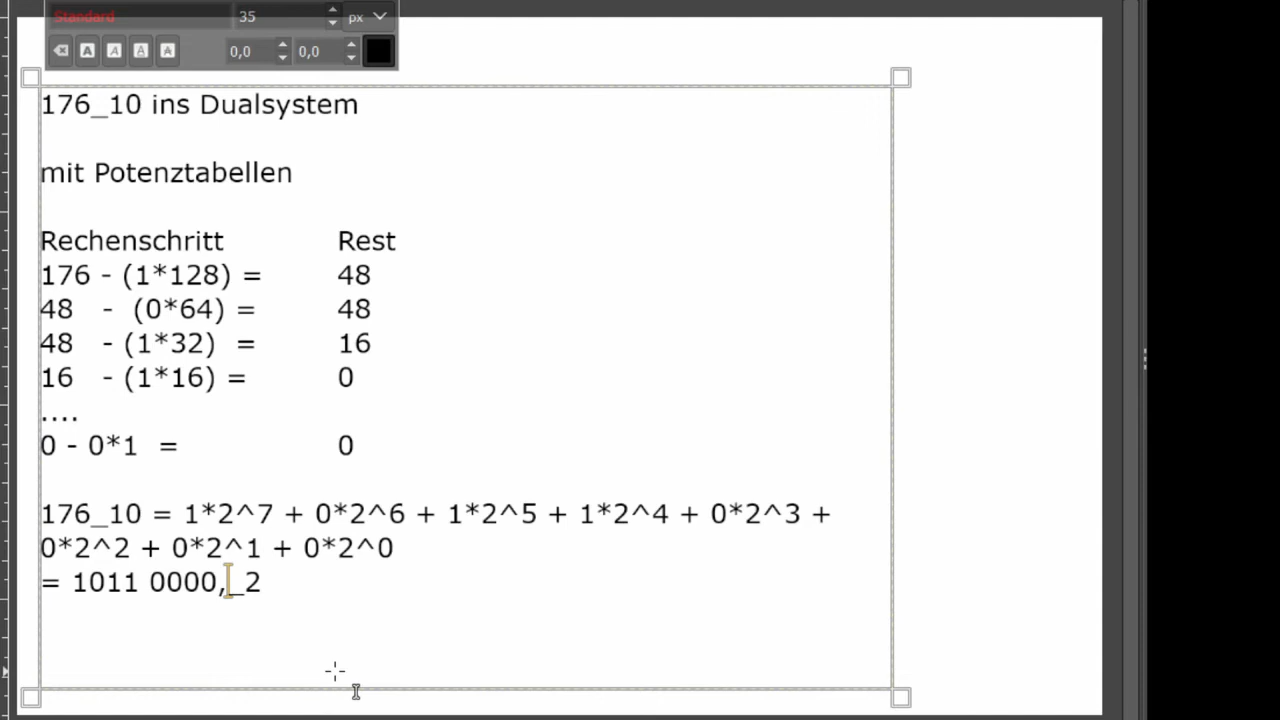 Standard 35 px
0,0 0,0
176_10 ins Dualsystem
mit Potenztabellen
Rechenschritt Rest
176 - (1*128) = 48
48 - (0*64) = 48
48 - (1*32) = 16
16 - (1*16) = 0
....
0 - 0*1 = 0
176_10 = 1*2^7 + 0*2^6 + 1*2^5 + 1*2^4 + 0*2^3 +
0*2^2 + 0*2^1 + 0*2^0
= 1011 0000,_2